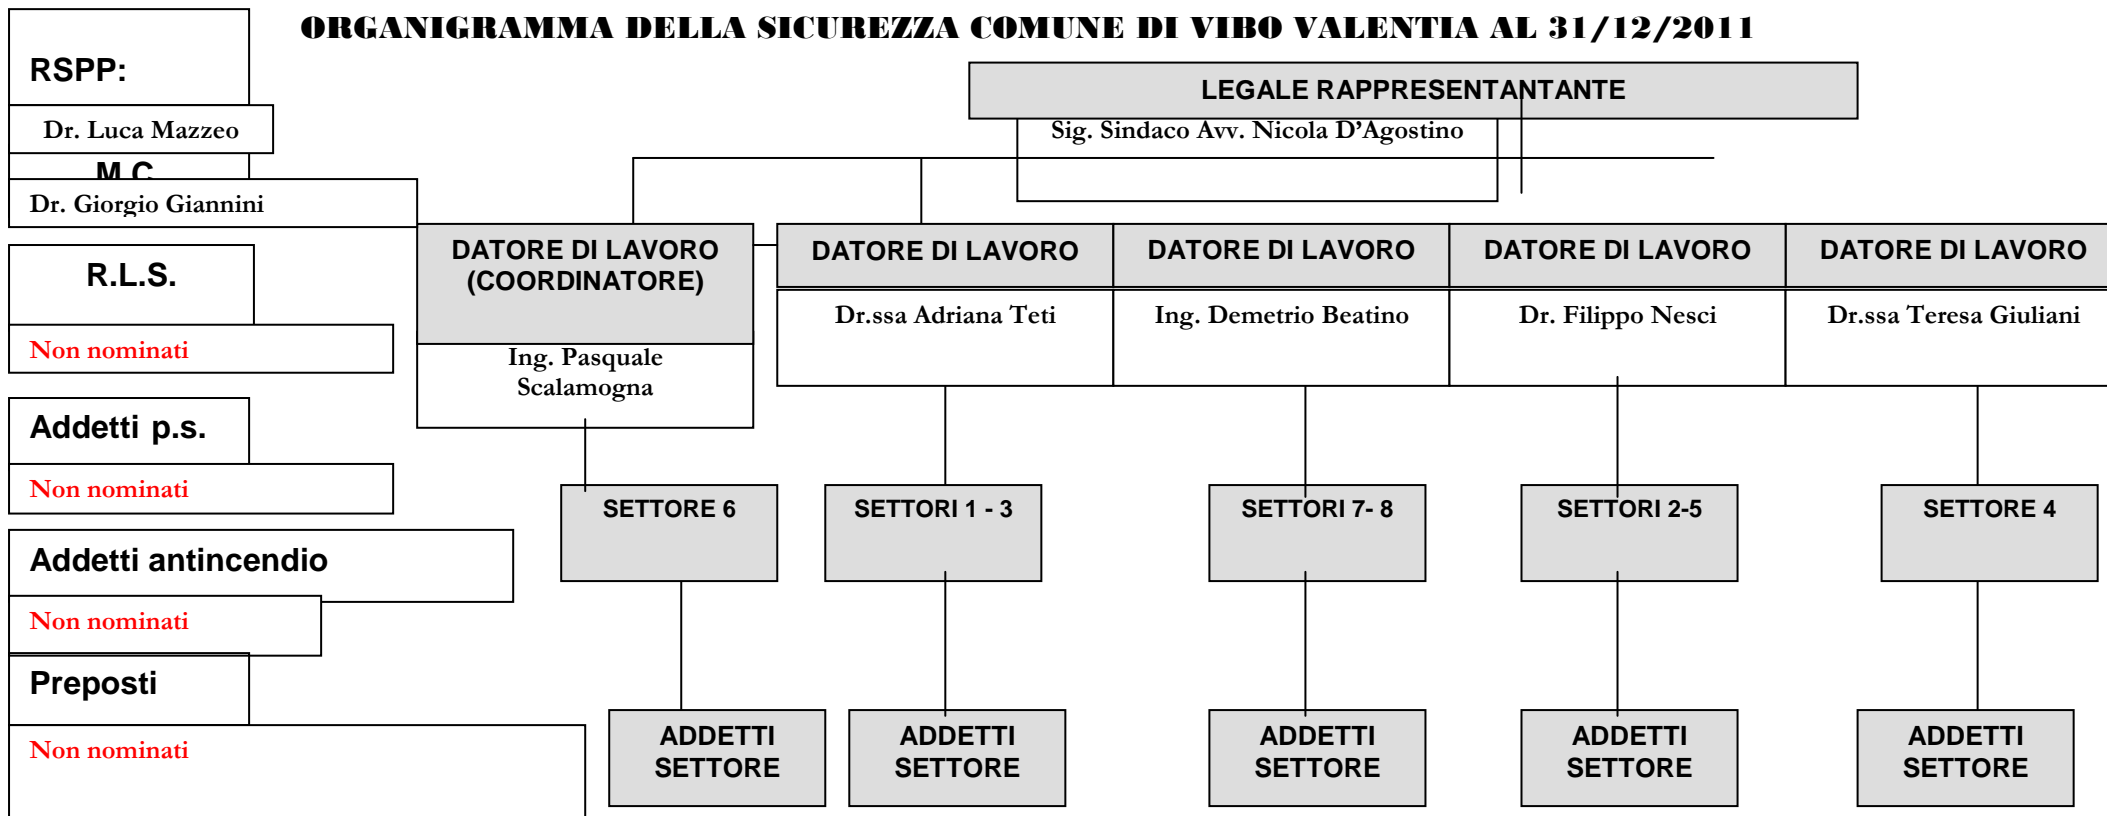 ORGANIGRAMMA DELLA SICUREZZA COMUNE DI VIBO VALENTIA AL 31/12/2011
RSPP:
Dr. Luca Mazzeo
M.C
Dr. Giorgio Giannini
R.L.S.
Non nominati
Addetti p.s.
Non nominati
Addetti antincendio
Non nominati
Preposti
Non nominati
LEGALE RAPPRESENTANTANTE
Sig. Sindaco Avv. Nicola D’Agostino
DATORE DI LAVORO
(COORDINATORE)
Ing. Pasquale
Scalamogna
SETTORE 6
ADDETTI
SETTORE
DATORE DI LAVORO
Dr.ssa Adriana Teti
SETTORI 1 - 3
ADDETTI
SETTORE
DATORE DI LAVORO
Ing. Demetrio Beatino
SETTORI 7- 8
ADDETTI
SETTORE
DATORE DI LAVORO
Dr. Filippo Nesci
SETTORI 2-5
ADDETTI
SETTORE
DATORE DI LAVORO
Dr.ssa Teresa Giuliani
SETTORE 4
ADDETTI
SETTORE